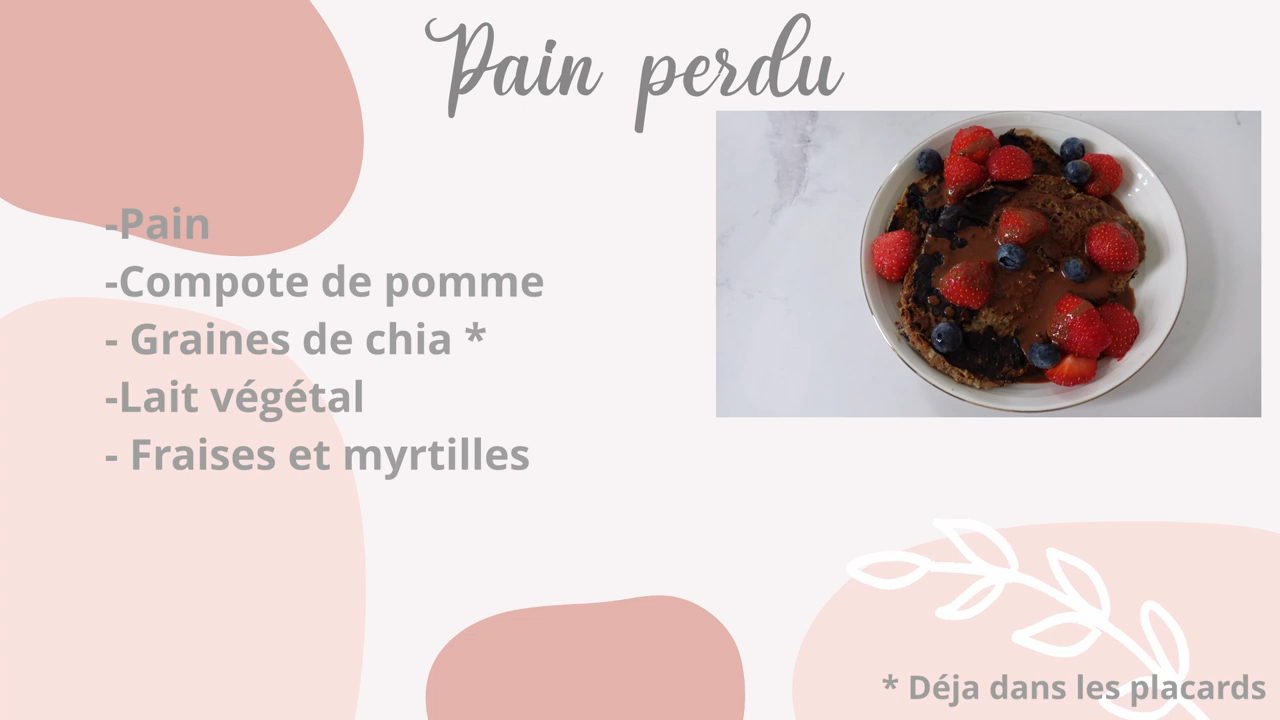 Pain perdu
-Pain
-Compote de pomme
- Graines de chia *
-Lait végétal
- Fraises et myrtilles
* Déja dans les placards